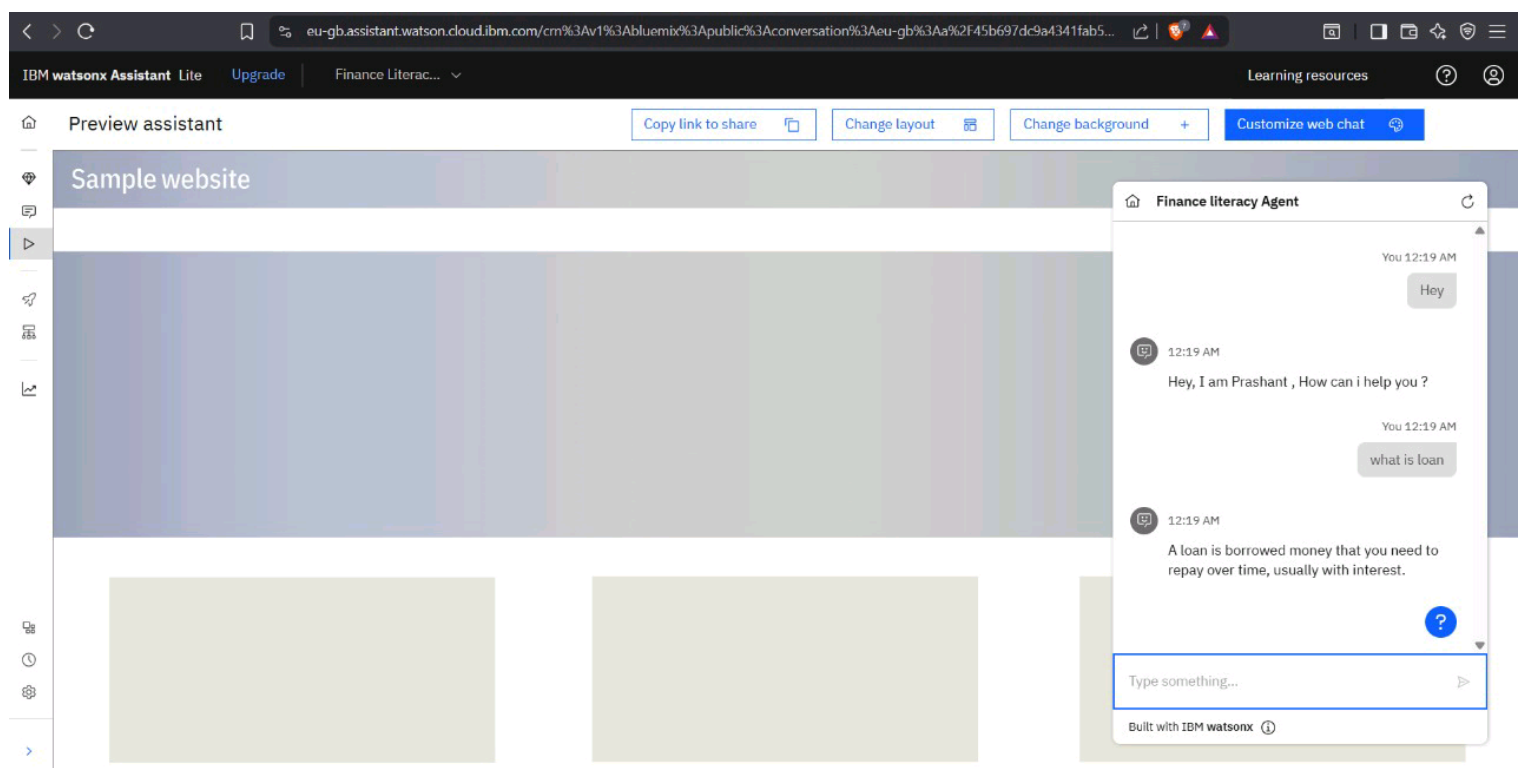 eu-gb.assistant.watson.cloud.ibm.com/crn%3Av1%3Abluemix%3Apublic%3Aconversation%3Aeu-gb%3Aa%2F45b697dc9a4341fab5...
IBM watsonx Assistant Lite Upgrade Finance Literac... Learning resources
Preview assistant Copy link to share Change layout Change background + Customize web chat
Sample website
Finance literacy Agent
You 12:19 AM
Hey
12:19 AM
Hey, I am Prashant , How can i help you ?
You 12:19 AM
what is loan
12:19 AM
A loan is borrowed money that you need to
repay over time, usually with interest.
?
Type something...
Built with IBM watsonx